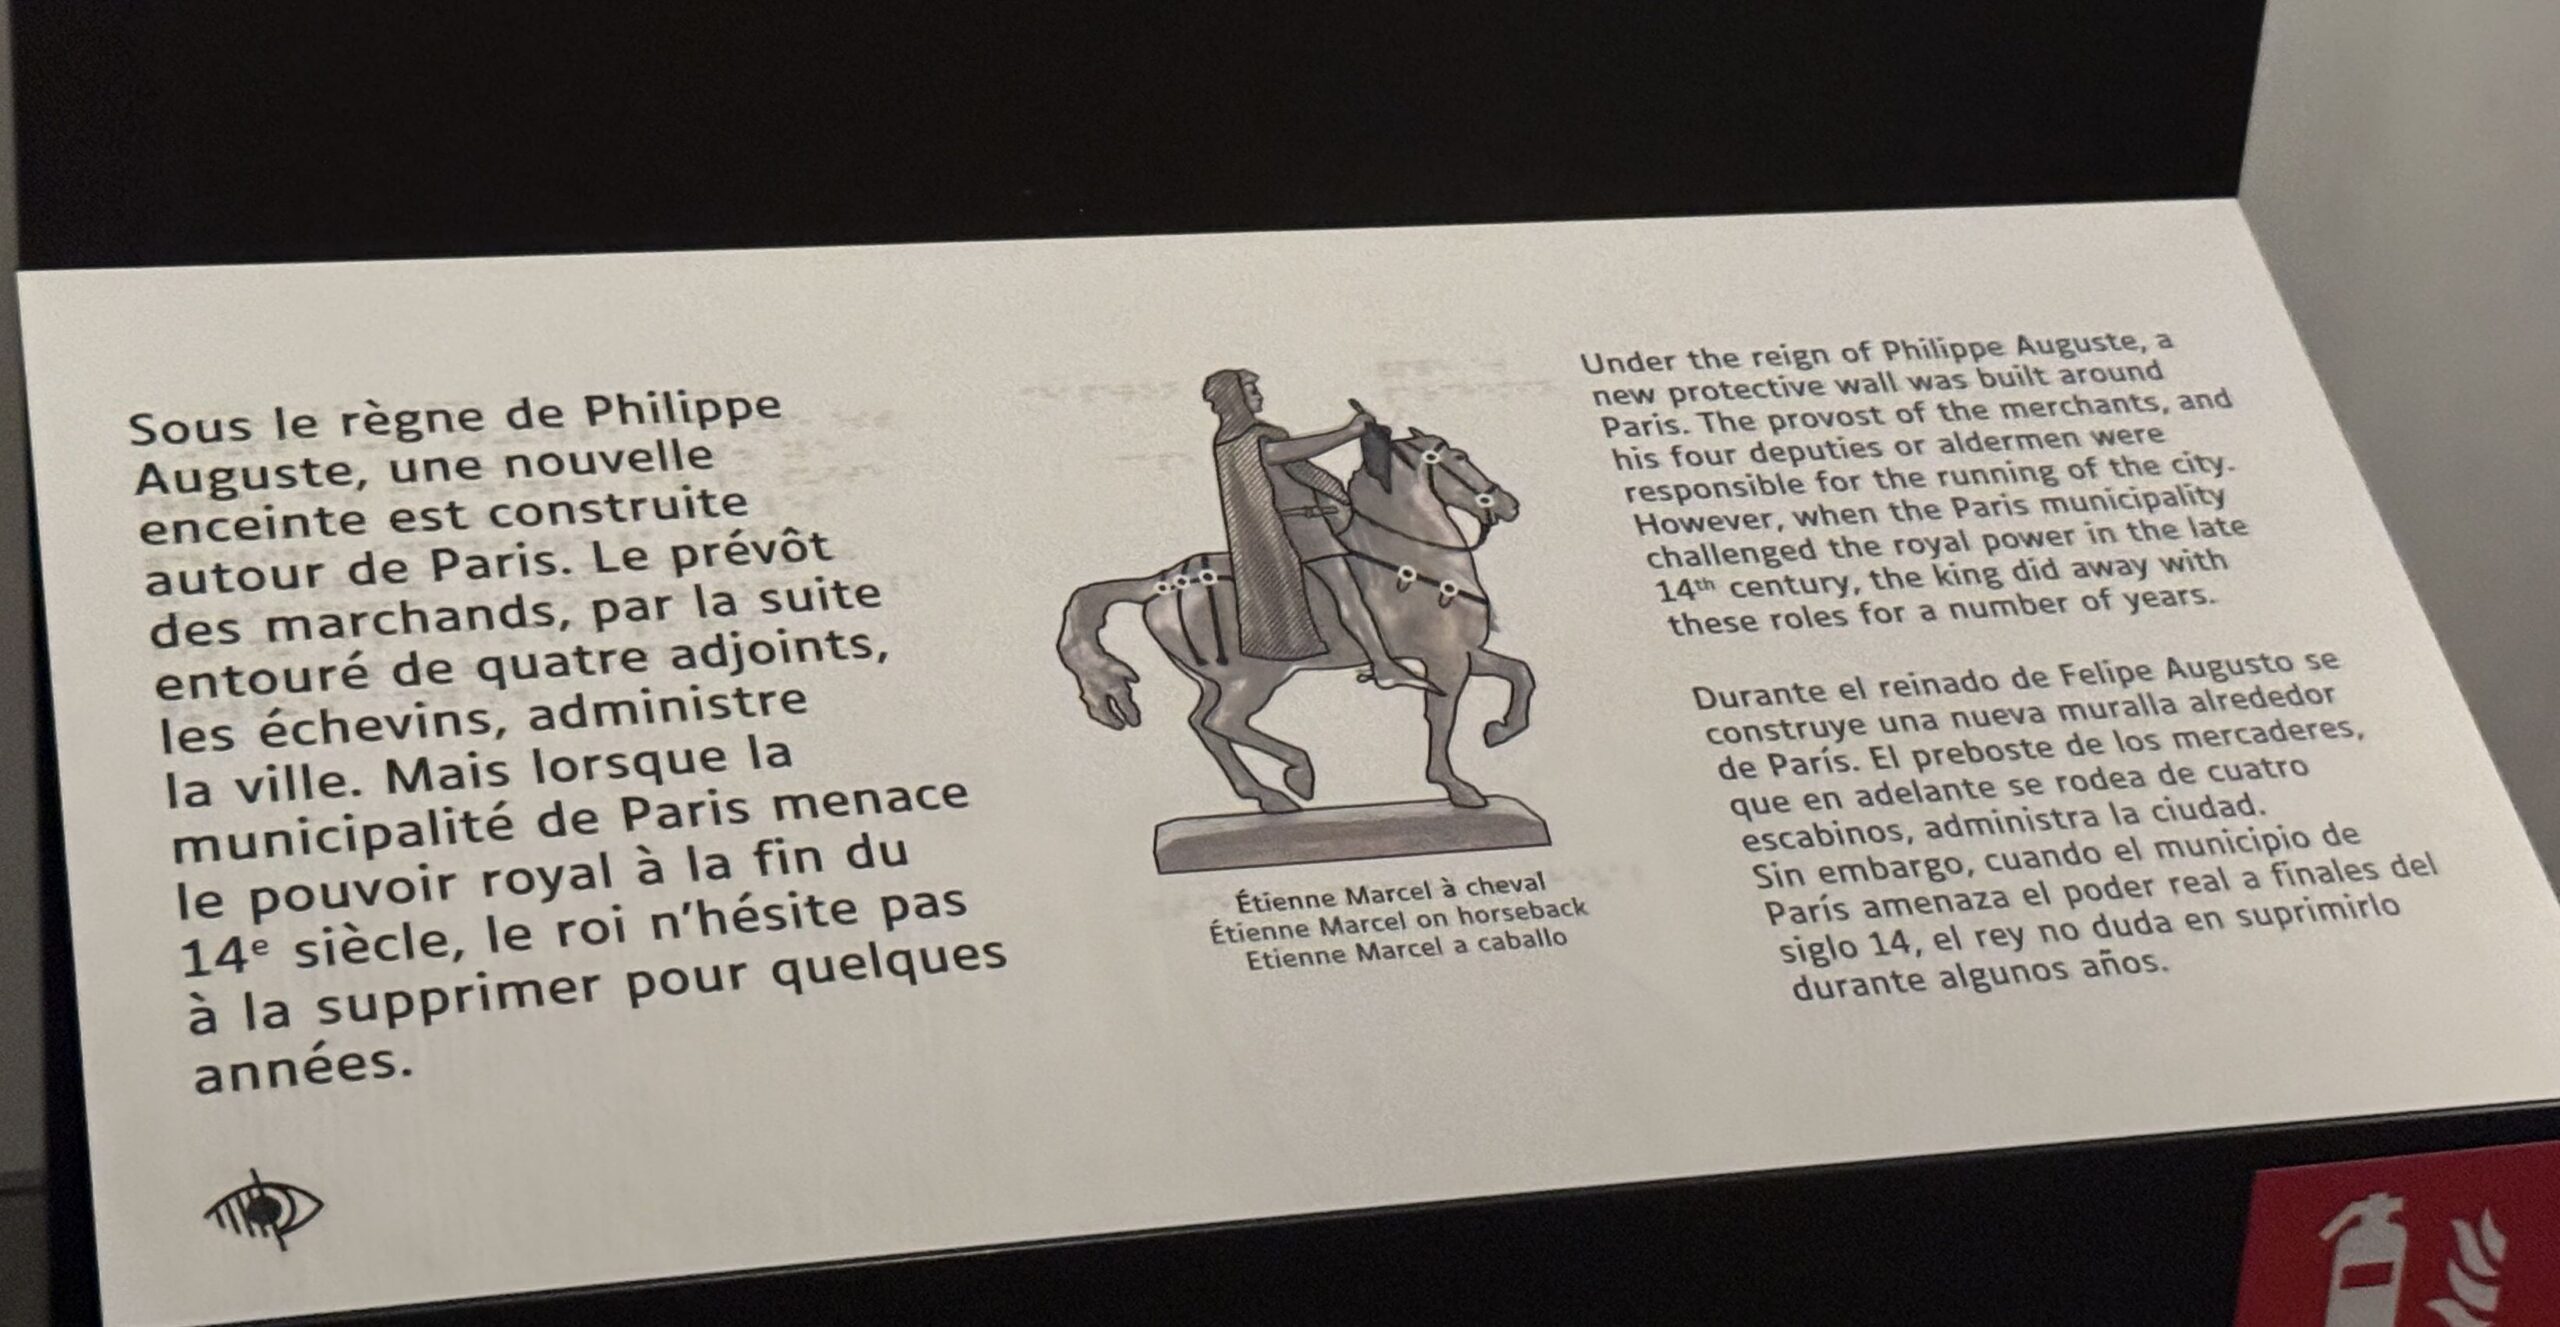 Sous le règne de Philippe
Auguste, une nouvelle
enceinte est construite
autour de Paris. Le prévôt
des marchands, par la suite
entouré de quatre adjoints,
les échevins, administre
la ville. Mais lorsque la
municipalité de Paris menace
le pouvoir royal à la fin du
14e siècle, le roi n'hésite pas
à la supprimer pour quelques
années.
Étienne Marcel à cheval
Étienne Marcel on horseback
Etienne Marcel a caballo
Under the reign of Philippe Auguste, a
new protective wall was built around
Paris. The provost of the merchants, and
his four deputies or aldermen were
responsible for the running of the city.
However, when the Paris municipality
challenged the royal power in the late
14th century, the king did away with
these roles for a number of years.
Durante el reinado de Felipe Augusto se
construye una nueva muralla alrededor
de París. El preboste de los mercaderes,
que en adelante se rodea de cuatro
escabinos, administra la ciudad.
Sin embargo, cuando el municipio de
París amenaza el poder real a finales del
siglo 14, el rey no duda en suprimirlo
durante algunos años.